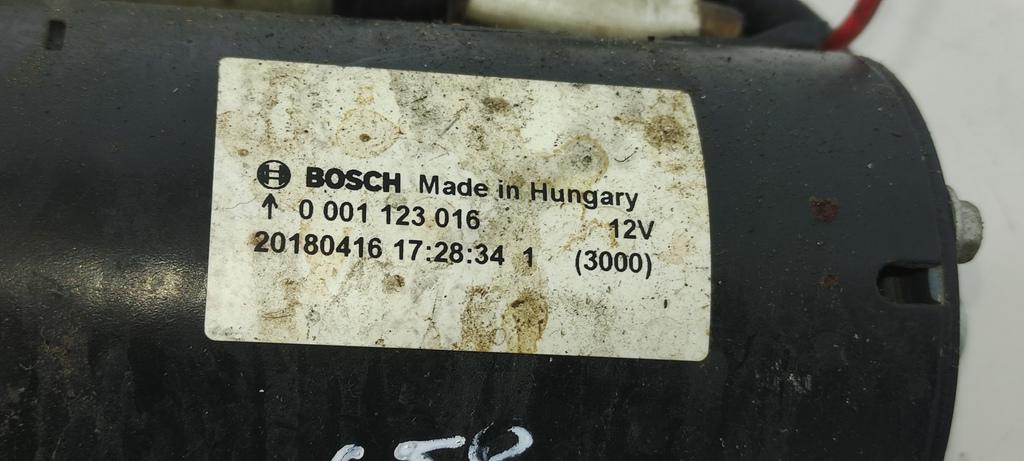 BOSCH Made in Hungary
↑ 0 001 123 016 12V
20180416 17:28:34 1 (3000)